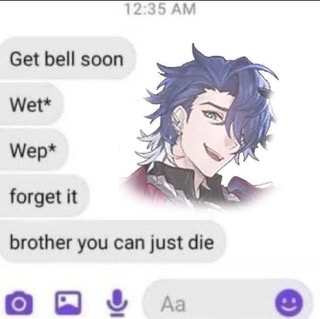 12:35 AM
Get bell soon
Wet*
Wep*
forget it
brother you can just die
Aa